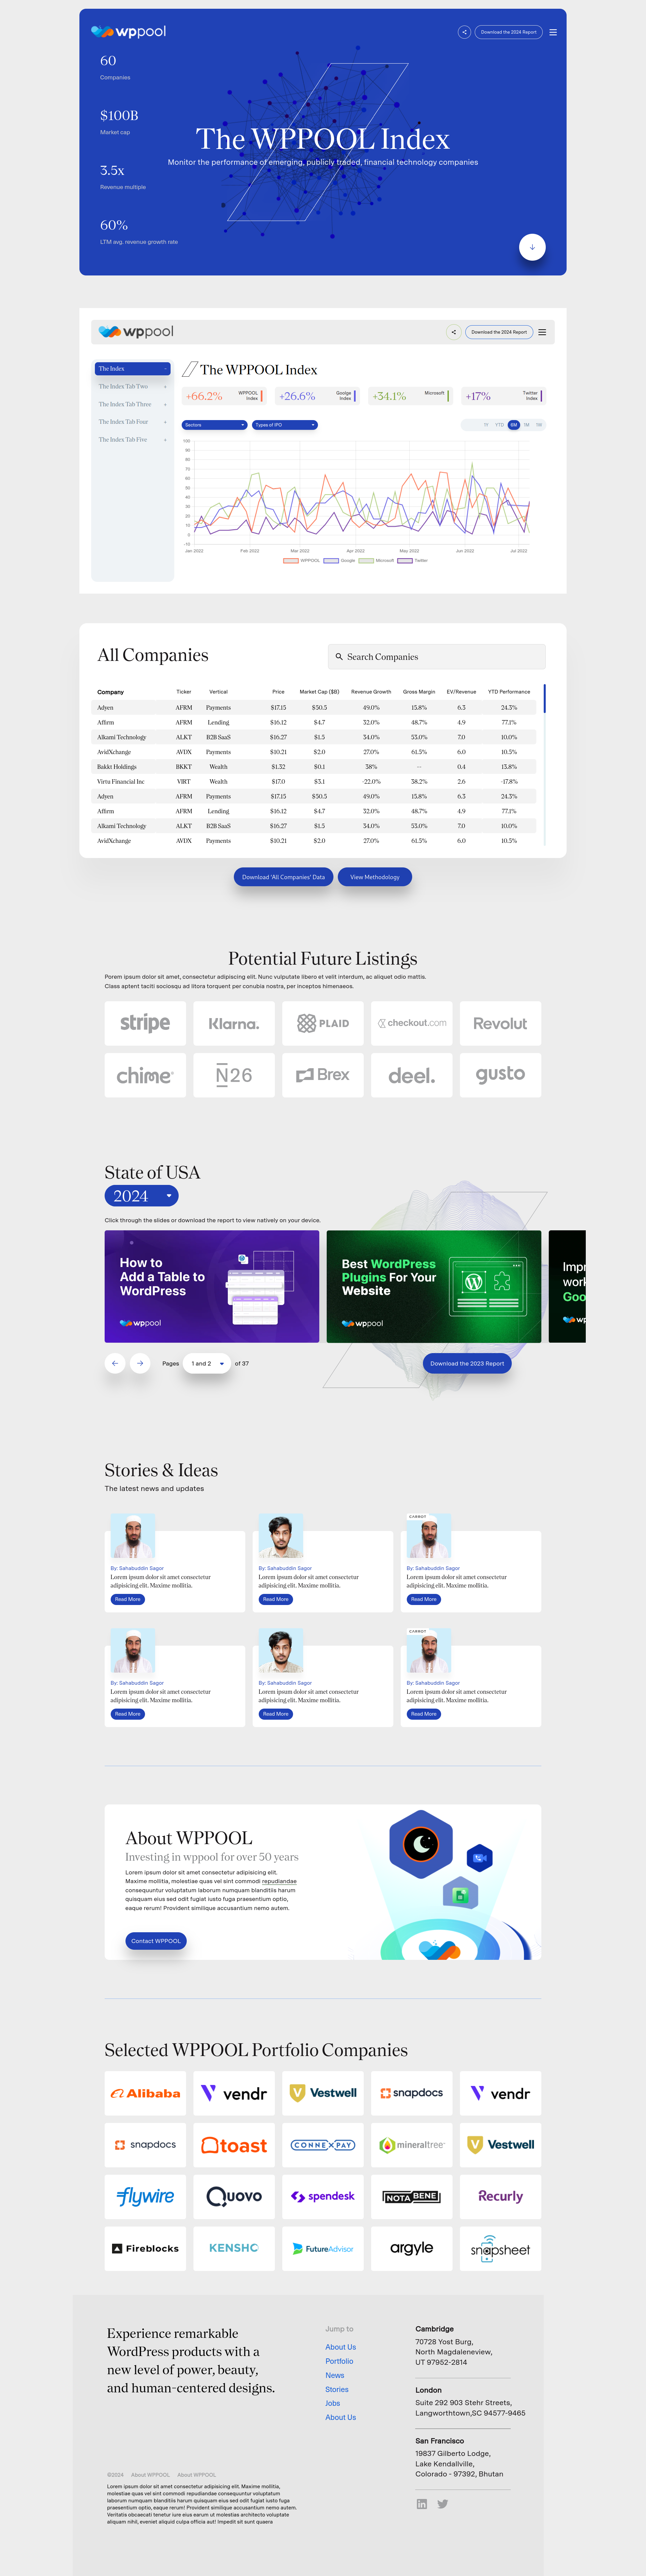 wppool
Download the 2024 Report
60
Companies
$100B
Market cap
3.5x
Revenue multiple
60%
LTM avg. revenue growth rate
The WPPOOL Index
Monitor the performance of emerging, publicly traded, financial technology companies
wppool
Download the 2024 Report
The Index -
The Index Tab Two +
The Index Tab Three +
The Index Tab Four +
The Index Tab Five +
The WPPOOL Index
+66.2% WPPOOL Index
+26.6% Google Index
+34.1% Microsoft
+17% Twitter Index
Sectors
Types of IPO
1Y YTD 6M 1M 1W
100
90
80
70
60
50
40
30
20
10
0
-10
Jan 2022 Feb 2022 Mar 2022 Apr 2022 May 2022 Jun 2022 Jul 2022
WPPOOL Google Microsoft Twitter
All Companies
Search Companies
Company Ticker Vertical Price Market Cap ($B) Revenue Growth Gross Margin EV/Revenue YTD Performance
Adyen AFRM Payments $17.15 $50.5 49.0% 15.8% 6.3 24.3%
Affirm AFRM Lending $16.12 $4.7 32.0% 48.7% 4.9 77.1%
Alkami Technology ALKT B2B SaaS $16.27 $1.5 34.0% 53.0% 7.0 10.0%
AvidXchange AVDX Payments $10.21 $2.0 27.0% 61.5% 6.0 10.5%
Bakkt Holdings BKKT Wealth $1.32 $0.1 38% -- 0.4 13.8%
Virtu Financial Inc VIRT Wealth $17.0 $3.1 -22.0% 38.2% 2.6 -17.8%
Adyen AFRM Payments $17.15 $50.5 49.0% 15.8% 6.3 24.3%
Affirm AFRM Lending $16.12 $4.7 32.0% 48.7% 4.9 77.1%
Alkami Technology ALKT B2B SaaS $16.27 $1.5 34.0% 53.0% 7.0 10.0%
AvidXchange AVDX Payments $10.21 $2.0 27.0% 61.5% 6.0 10.5%
Download 'All Companies' Data
View Methodology
Potential Future Listings
Porem ipsum dolor sit amet, consectetur adipiscing elit. Nunc vulputate libero et velit interdum, ac aliquet odio mattis.
Class aptent taciti sociosqu ad litora torquent per conubia nostra, per inceptos himenaeos.
stripe Klarna. PLAID checkout.com Revolut
chime N26 Brex deel. gusto
State of USA
2024
Click through the slides or download the report to view natively on your device.
How to
Add a Table to
WordPress
wppool
Best WordPress
Plugins For Your
Website
wppool
Impr
work
Goo
wp
Pages 1 and 2 of 37
Download the 2023 Report
Stories & Ideas
The latest news and updates
By: Sahabuddin Sagor
Lorem ipsum dolor sit amet consectetur
adipisicing elit. Maxime mollitia.
Read More
By: Sahabuddin Sagor
Lorem ipsum dolor sit amet consectetur
adipisicing elit. Maxime mollitia.
Read More
CARROT
By: Sahabuddin Sagor
Lorem ipsum dolor sit amet consectetur
adipisicing elit. Maxime mollitia.
Read More
By: Sahabuddin Sagor
Lorem ipsum dolor sit amet consectetur
adipisicing elit. Maxime mollitia.
Read More
By: Sahabuddin Sagor
Lorem ipsum dolor sit amet consectetur
adipisicing elit. Maxime mollitia.
Read More
CARROT
By: Sahabuddin Sagor
Lorem ipsum dolor sit amet consectetur
adipisicing elit. Maxime mollitia.
Read More
About WPPOOL
Investing in wppool for over 50 years
Lorem ipsum dolor sit amet consectetur adipisicing elit.
Maxime mollitia, molestiae quas vel sint commodi repudiandae
consequuntur voluptatum laborum numquam blanditiis harum
quisquam eius sed odit fugiat iusto fuga praesentium optio,
eaque rerum! Provident similique accusantium nemo autem.
Contact WPPOOL
Selected WPPOOL Portfolio Companies
Alibaba vendr Vestwell snapdocs vendr
snapdocs toast CONNEXPAY mineraltree Vestwell
flywire Quovo spendesk NOTABENE Recurly
Fireblocks KENSHO FutureAdvisor argyle snapsheet
Experience remarkable
WordPress products with a
new level of power, beauty,
and human-centered designs.
Jump to
About Us
Portfolio
News
Stories
Jobs
About Us
Cambridge
70728 Yost Burg,
North Magdaleneview,
UT 97952-2814
London
Suite 292 903 Stehr Streets,
Langworthtown,SC 94577-9465
San Francisco
19837 Gilberto Lodge,
Lake Kendallville,
Colorado - 97392, Bhutan
©2024 About WPPOOL About WPPOOL
Lorem ipsum dolor sit amet consectetur adipisicing elit. Maxime mollitia,
molestiae quas vel sint commodi repudiandae consequuntur voluptatum
laborum numquam blanditiis harum quisquam eius sed odit fugiat iusto fuga
praesentium optio, eaque rerum! Provident similique accusantium nemo autem.
Veritatis obcaecati tenetur iure eius earum ut molestias architecto voluptate
aliquam nihil, eveniet aliquid culpa officia aut! Impedit sit sunt quaera